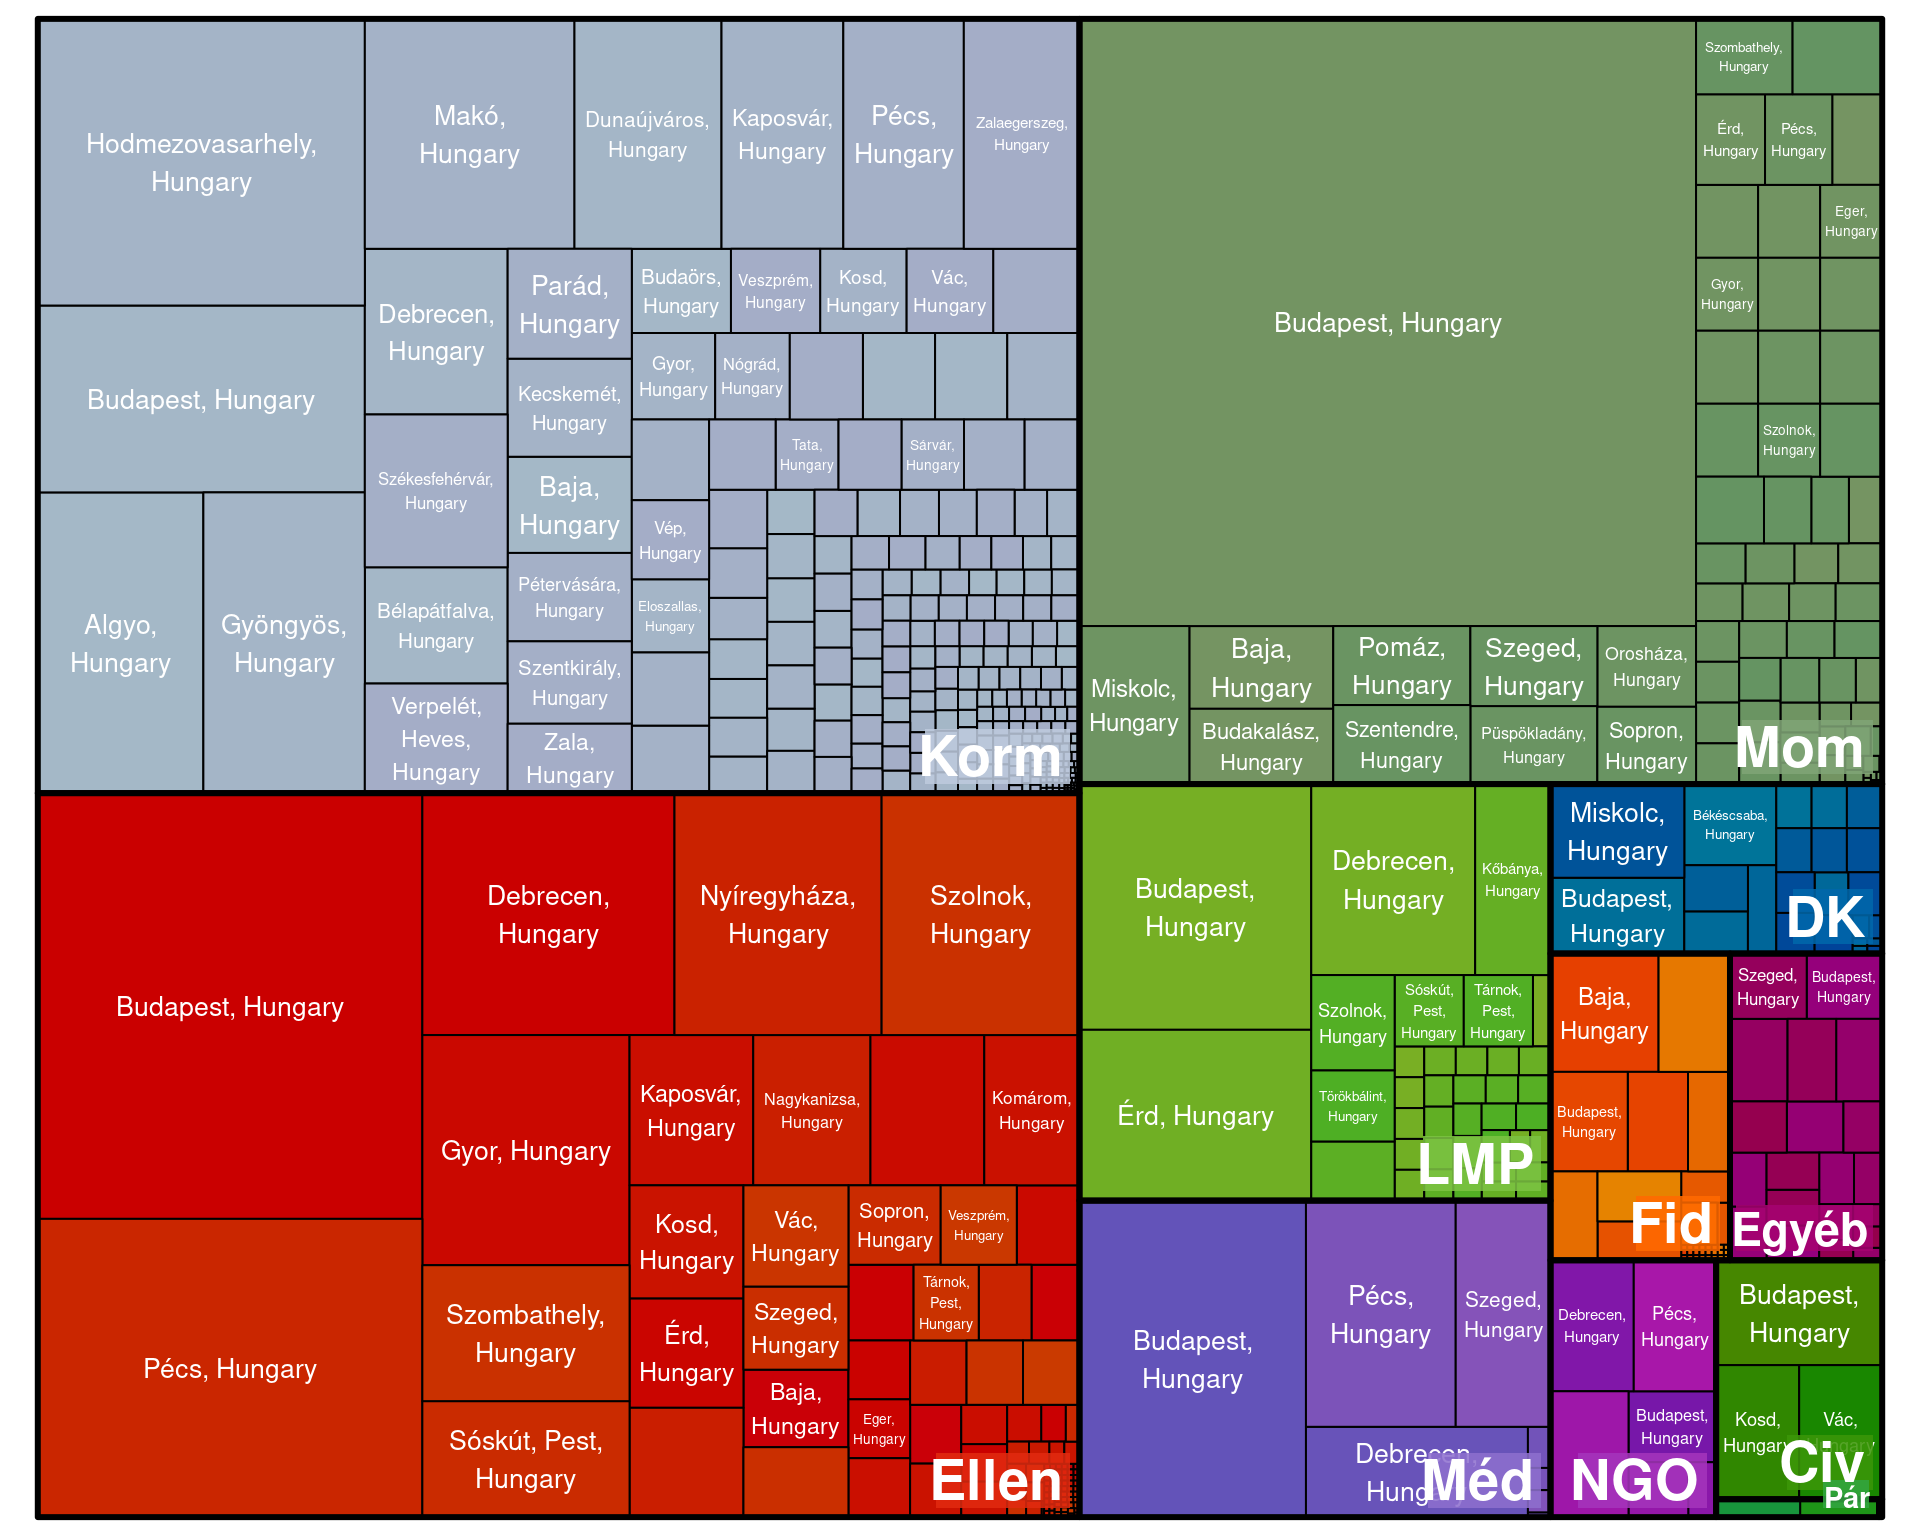 Hodmezovasarhely,
Hungary
Budapest, Hungary
Algyo,
Hungary
Gyöngyös,
Hungary
Makó,
Hungary
Dunaújváros,
Hungary
Kaposvár,
Hungary
Pécs,
Hungary
Zalaegerszeg,
Hungary
Debrecen,
Hungary
Székesfehérvár,
Hungary
Bélapátfalva,
Hungary
Verpelét,
Heves,
Hungary
Parád,
Hungary
Kecskemét,
Hungary
Baja,
Hungary
Pétervására,
Hungary
Szentkirály,
Hungary
Zala,
Hungary
Budaörs,
Hungary
Veszprém,
Hungary
Kosd,
Hungary
Vác,
Hungary
Gyor,
Hungary
Nógrád,
Hungary
Tata,
Hungary
Sárvár,
Hungary
Vép,
Hungary
Eloszallas,
Hungary
Korm
Budapest, Hungary
Miskolc,
Hungary
Baja,
Hungary
Budakalász,
Hungary
Pomáz,
Hungary
Szentendre,
Hungary
Szeged,
Hungary
Püspökladány,
Hungary
Orosháza,
Hungary
Sopron,
Hungary
Szombathely,
Hungary
Érd,
Hungary
Pécs,
Hungary
Eger,
Hungary
Gyor,
Hungary
Szolnok,
Hungary
Mom
Budapest, Hungary
Pécs, Hungary
Debrecen,
Hungary
Nyíregyháza,
Hungary
Szolnok,
Hungary
Gyor, Hungary
Szombathely,
Hungary
Sóskút, Pest,
Hungary
Kaposvár,
Hungary
Nagykanizsa,
Hungary
Komárom,
Hungary
Kosd,
Hungary
Érd,
Hungary
Vác,
Hungary
Szeged,
Hungary
Baja,
Hungary
Sopron,
Hungary
Veszprém,
Hungary
Tárnok,
Pest,
Hungary
Eger,
Hungary
Ellen
Budapest,
Hungary
Érd, Hungary
Debrecen,
Hungary
Kőbánya,
Hungary
Szolnok,
Hungary
Törökbálint,
Hungary
Sóskút,
Pest,
Hungary
Tárnok,
Pest,
Hungary
LMP
Budapest,
Hungary
Pécs,
Hungary
Szeged,
Hungary
Debrecen,
Hungary
Méd
Miskolc,
Hungary
Budapest,
Hungary
Békéscsaba,
Hungary
DK
Baja,
Hungary
Budapest,
Hungary
Fid
Szeged,
Hungary
Budapest,
Hungary
Egyéb
Debrecen,
Hungary
Pécs,
Hungary
Budapest,
Hungary
NGO
Budapest,
Hungary
Kosd,
Hungary
Vác,
Hungary
Civ
Pár